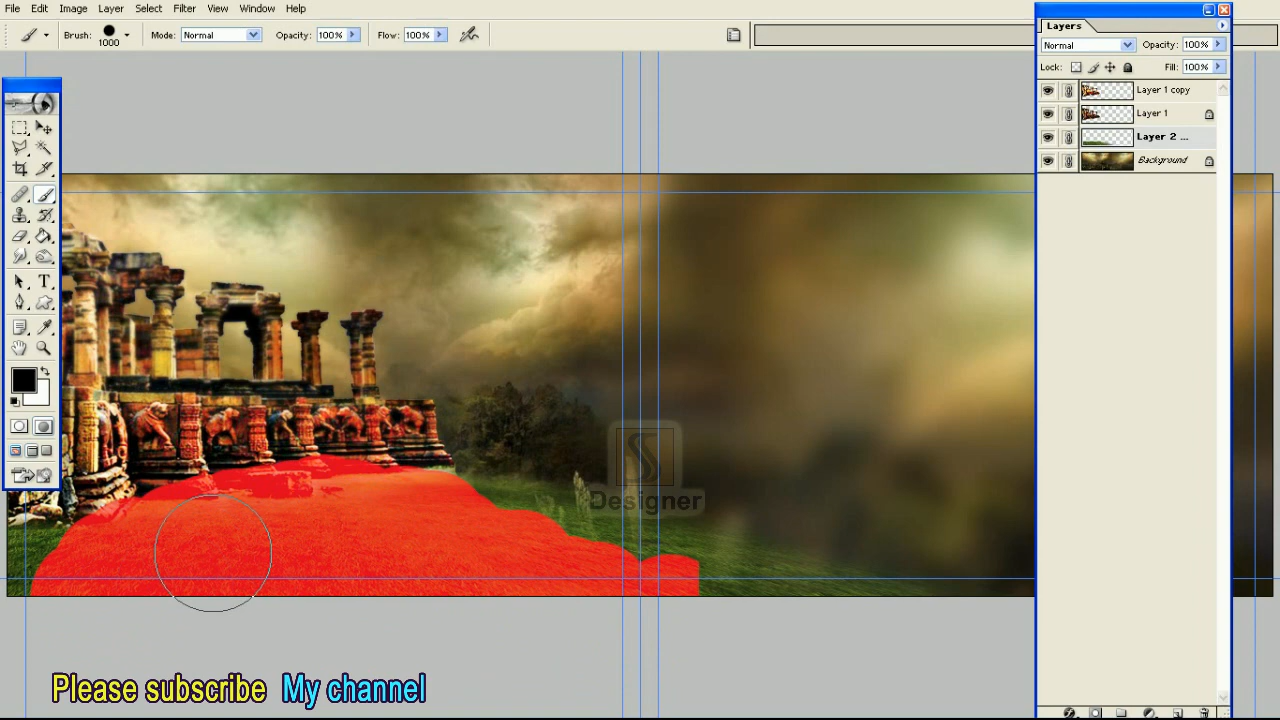 File Edit Image Layer Select Filter View Window Help
Brush: 1000 Mode: Normal Opacity: 100% Flow: 100%
Layers
Normal Opacity: 100%
Lock: Fill: 100%
Layer 1 copy
Layer 1
Layer 2 ...
Background
T
S
Designer
Please subscribe My channel